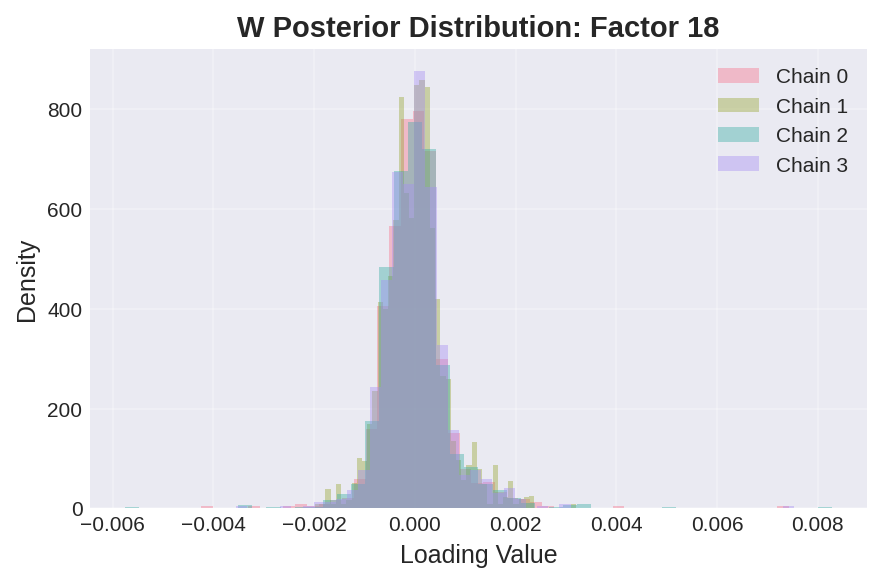 W Posterior Distribution: Factor 18
Chain 0
Chain 1
Chain 2
Chain 3
Density
800
600
400
200
0
−0.006 −0.004 −0.002 0.000 0.002 0.004 0.006 0.008
Loading Value